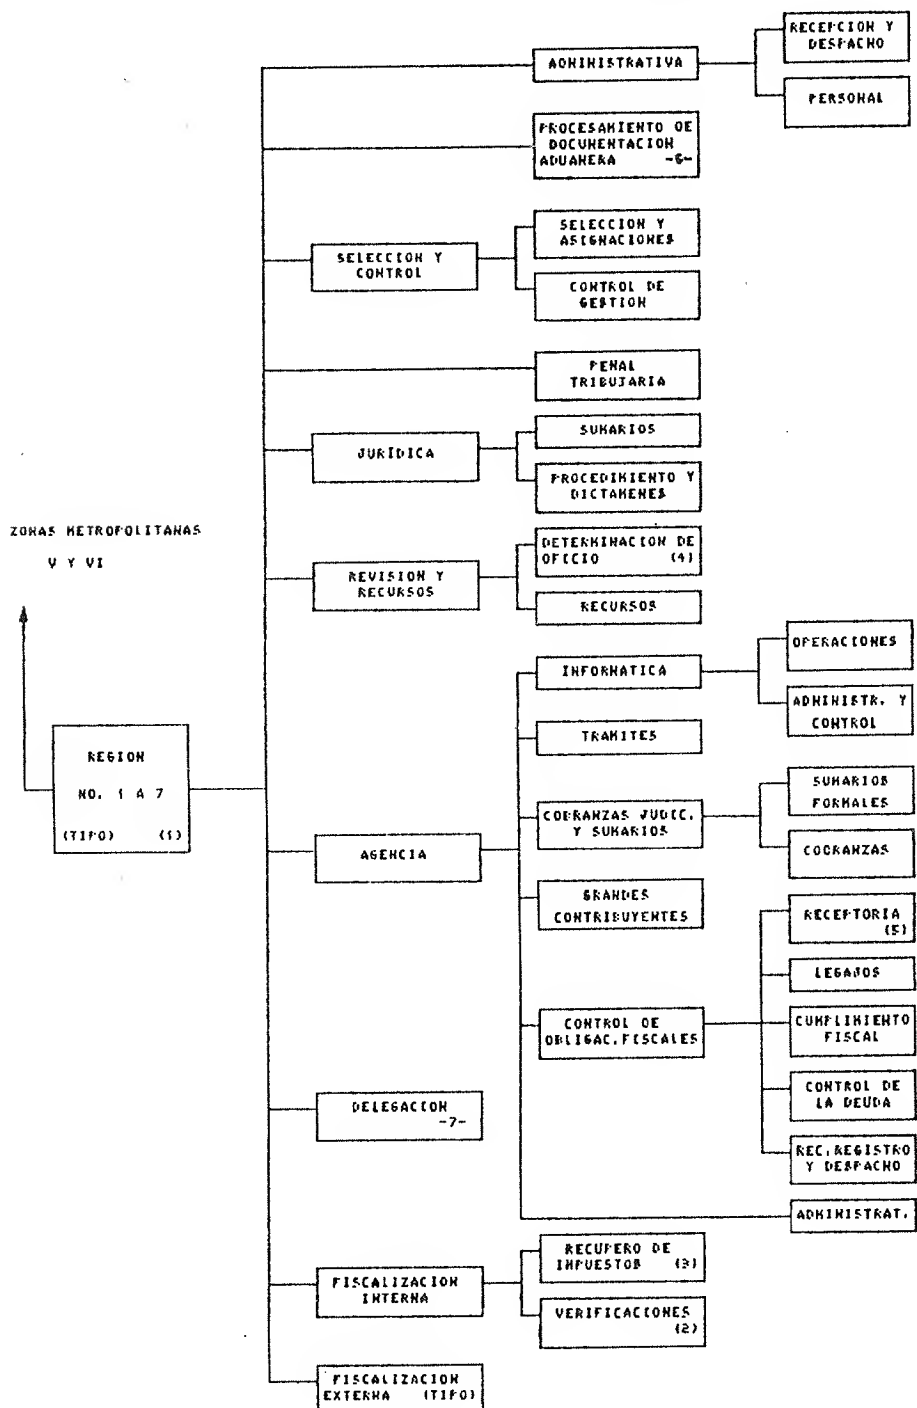 RECEPCION Y
DESPACHO
ADMINISTRATIVA
PERSONAL
PROCESAMIENTO DE
DOCUMENTACION
ADUANERA -6-
SELECCION Y
ASIGNACIONES
SELECCION Y
CONTROL
CONTROL DE
GESTION
PENAL
TRIBUTARIA
SUMARIOS
JURÍDICA
PROCEDIMIENTO Y
DICTAMENES
ZONAS METROPOLITANAS
V Y VI
DETERMINACION DE
OFICIO (4)
REVISION Y
RECURSOS
RECURSOS
OPERACIONES
INFORMATICA
ADMINISTR. Y
CONTROL
TRAMITES
REGION
NO. 1 A 7
(TIPO) (1)
SUMARIOS
FORMALES
COBRANZAS JUDIC.
Y SUMARIOS
COBRANZAS
AGENCIA
GRANDES
CONTRIBUYENTES
RECEPTORIA
(5)
LEGAJOS
CONTROL DE
OBLIGAC.FISCALES
CUMPLIMIENTO
FISCAL
CONTROL DE
LA DEUDA
DELEGACION
-7-
REC.REGISTRO
Y DESPACHO
ADMINISTRAT.
RECUPERO DE
IMPUESTOS (3)
FISCALIZACION
INTERNA
VERIFICACIONES
(2)
FISCALIZACION
EXTERNA (TIPO)